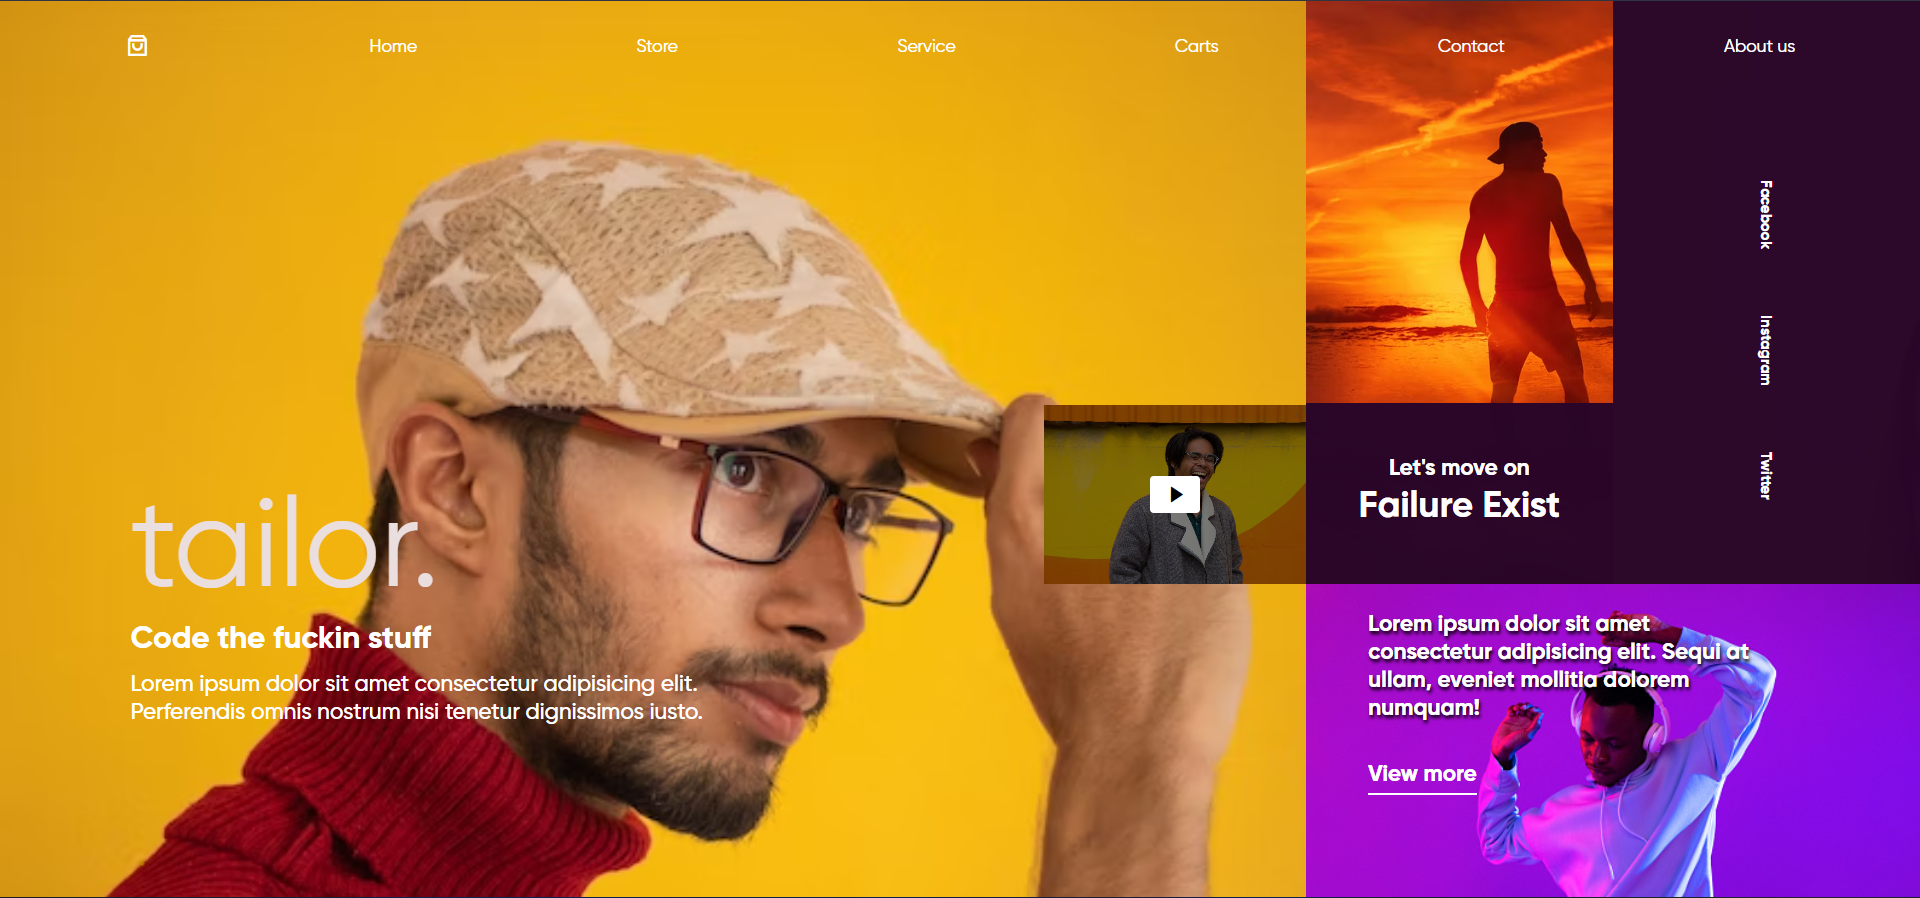 Home
Store
Service
Carts
Contact
About us
Facebook
Instagram
Twitter
Let's move on
Failure Exist
tailor.
Code the fuckin stuff
Lorem ipsum dolor sit amet consectetur adipisicing elit.
Perferendis omnis nostrum nisi tenetur dignissimos iusto.
Lorem ipsum dolor sit amet
consectetur adipisicing elit. Sequi at
ullam, eveniet mollitia dolorem
numquam!
View more